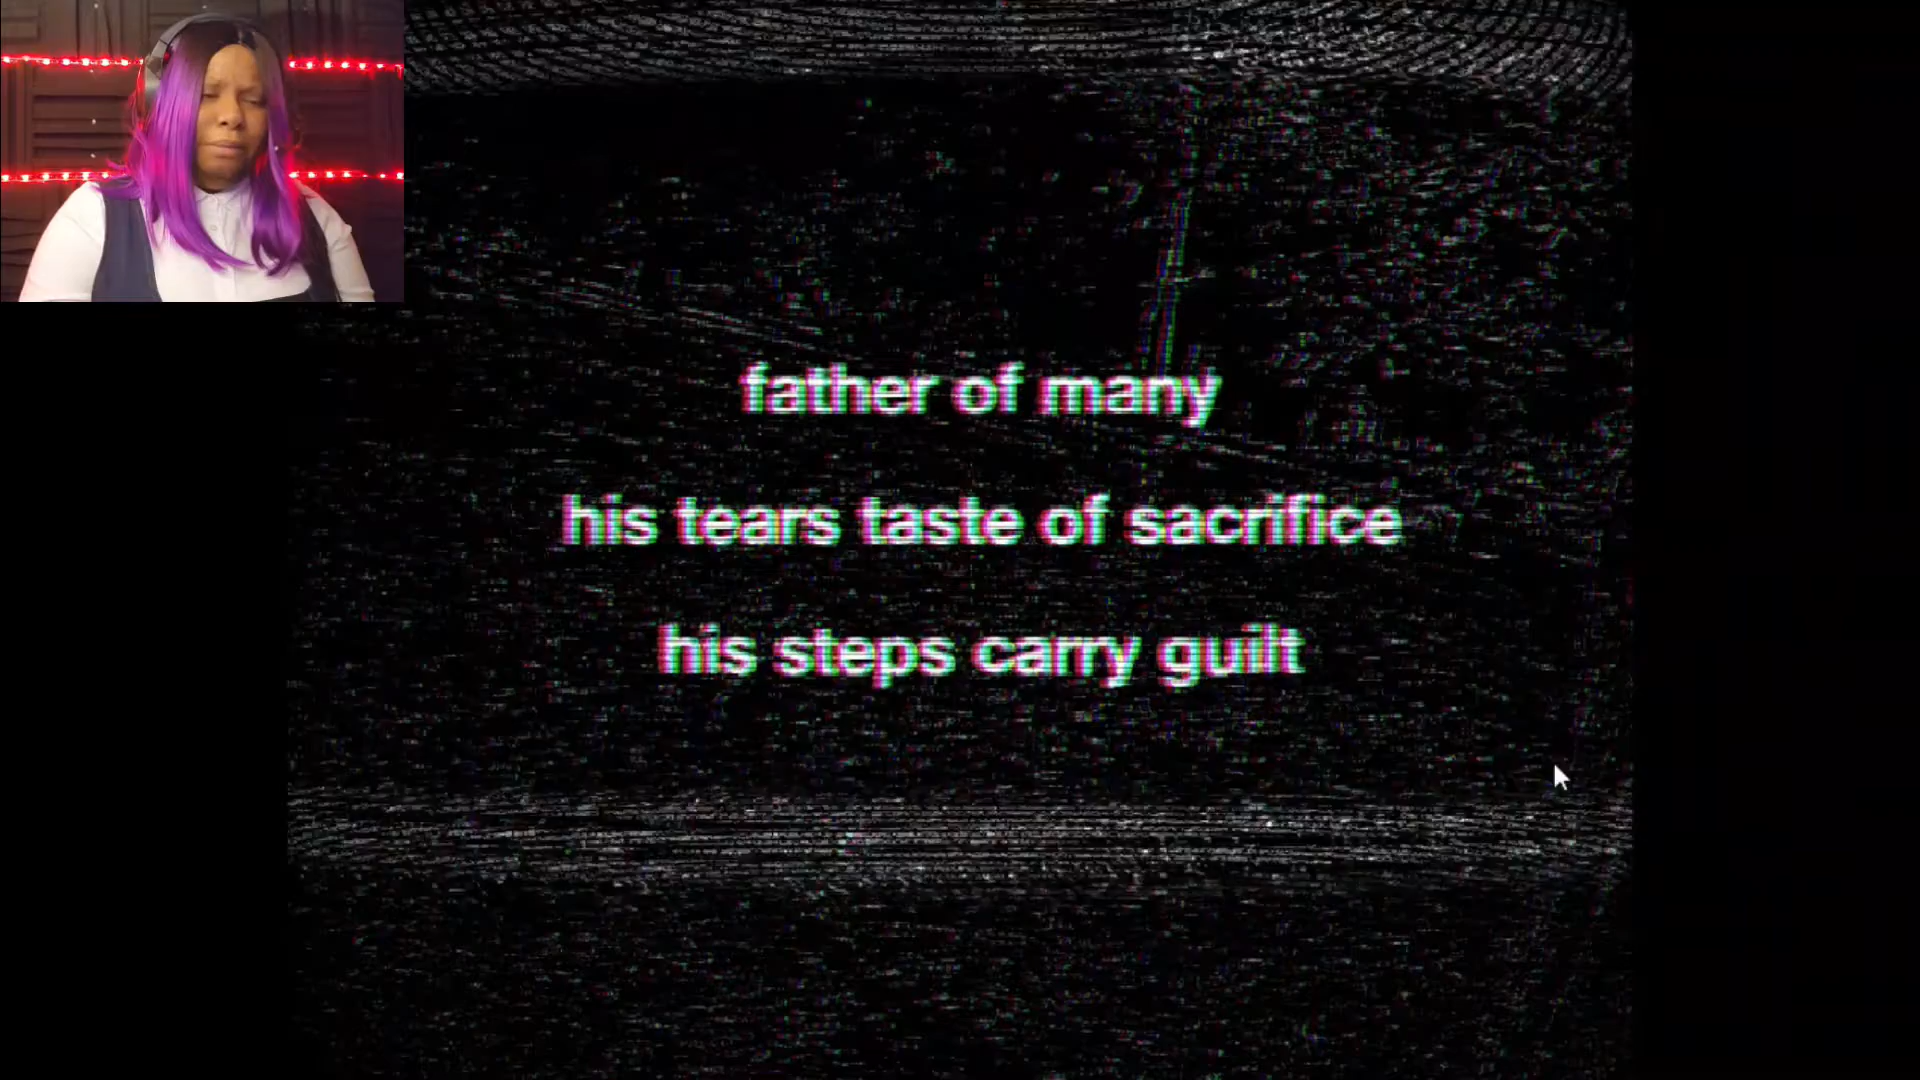 father of many
his tears taste of sacrifice
his steps carry guilt